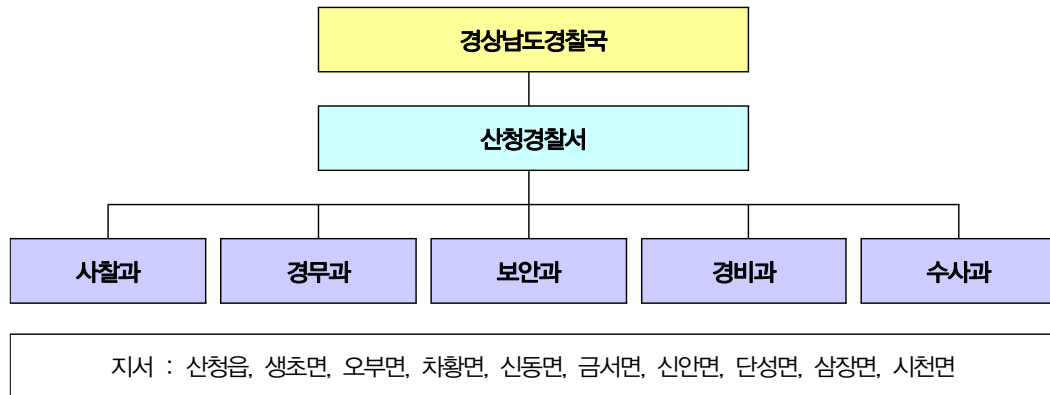 경상남도경찰국
산청경찰서
사찰과 경무과 보안과 경비과 수사과
지서 : 산청읍, 생초면, 오부면, 차황면, 신동면, 금서면, 신안면, 단성면, 삼장면, 시천면